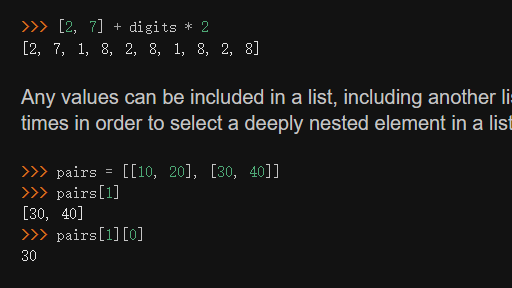 >>> [2, 7] + digits * 2
[2, 7, 1, 8, 2, 8, 1, 8, 2, 8]
Any values can be included in a list, including another
times in order to select a deeply nested element in a list
>>> pairs = [[10, 20], [30, 40]]
>>> pairs[1]
[30, 40]
>>> pairs[1][0]
30